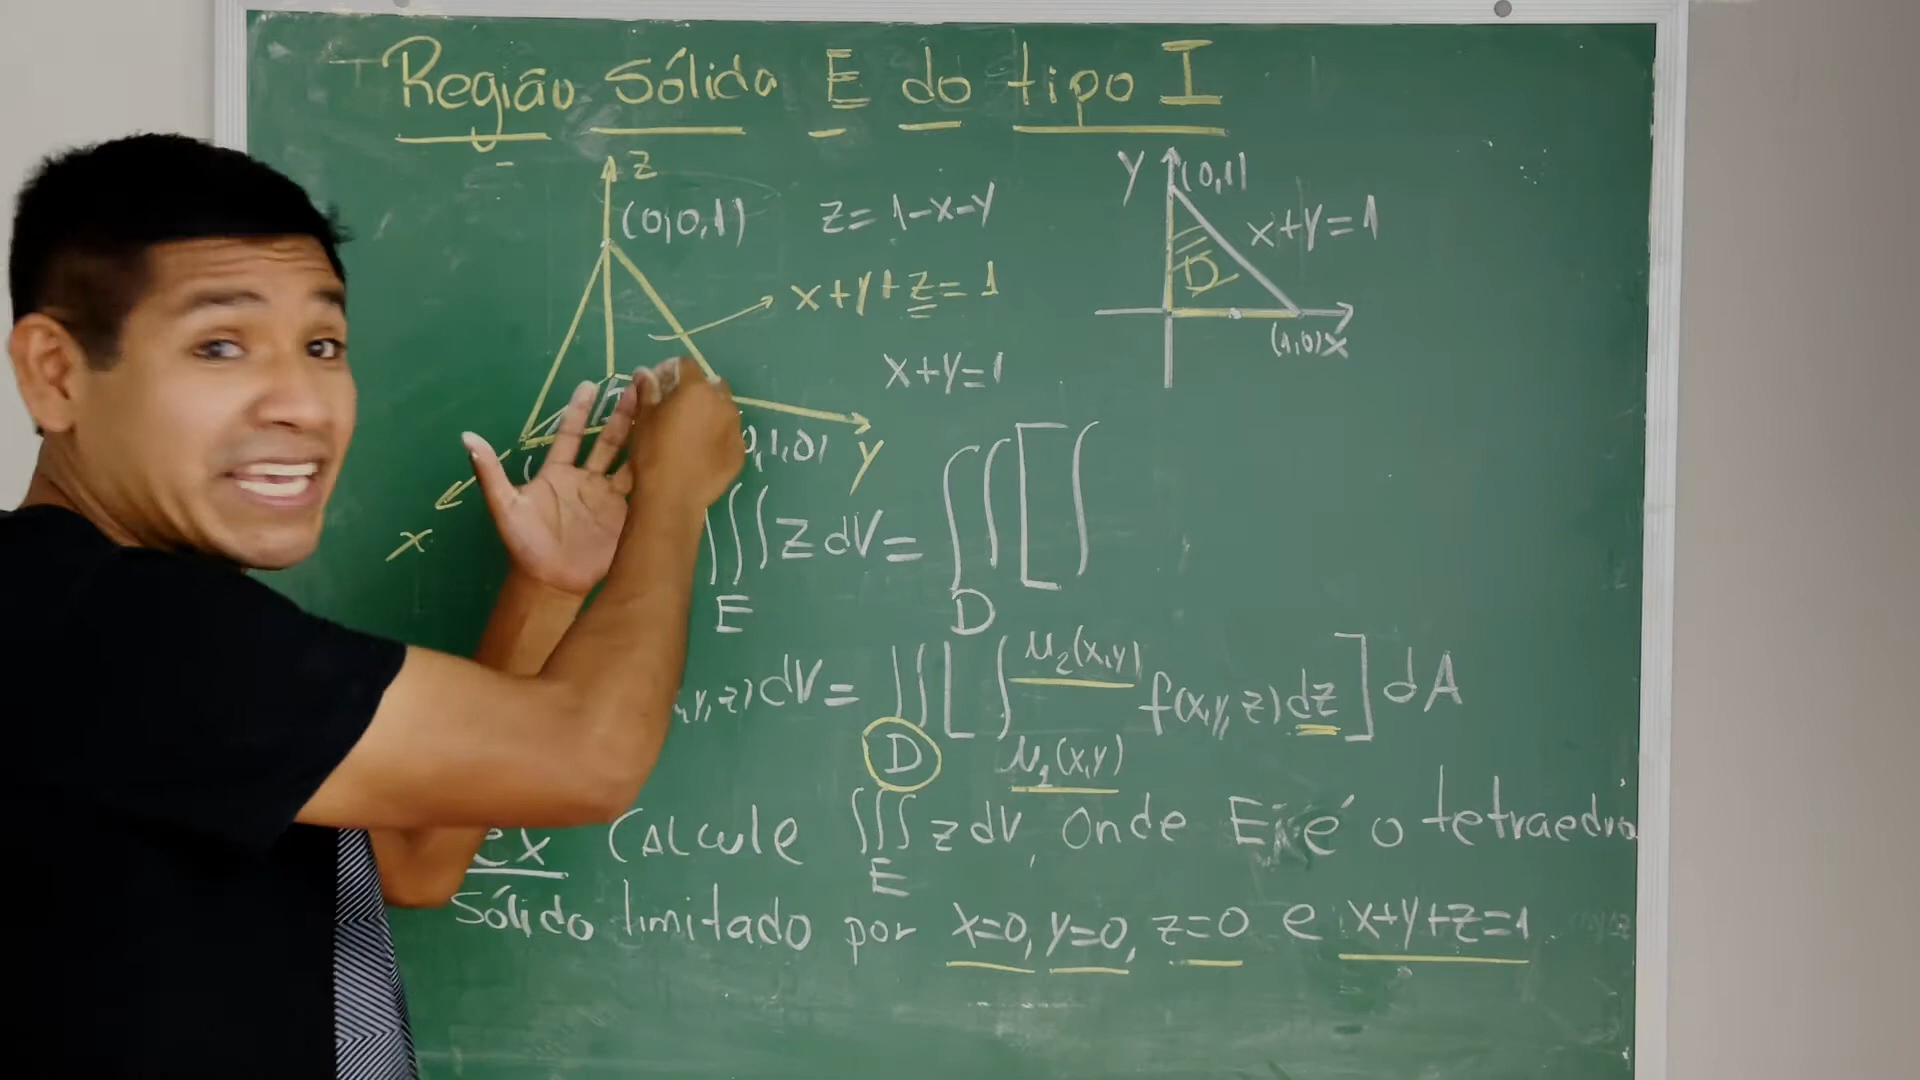 Região Sólida E do tipo I
z
(0,0,1)
z=1-x-y
x+y+z=1
x+y=1
0,1,0)
y
x
y
(0,1)
x+y=1
D
(1,0)
x
∭ z dV = ∬ [ ∫
E
D
,y,z) dV = ∬ [ ∫ f(x,y,z) dz ] dA
u₂(x,y)
D
u₁(x,y)
ex Calcule ∭ z dV, Onde E é o tetraedro
E
Sólido limitado por x=0, y=0, z=0 e x+y+z=1